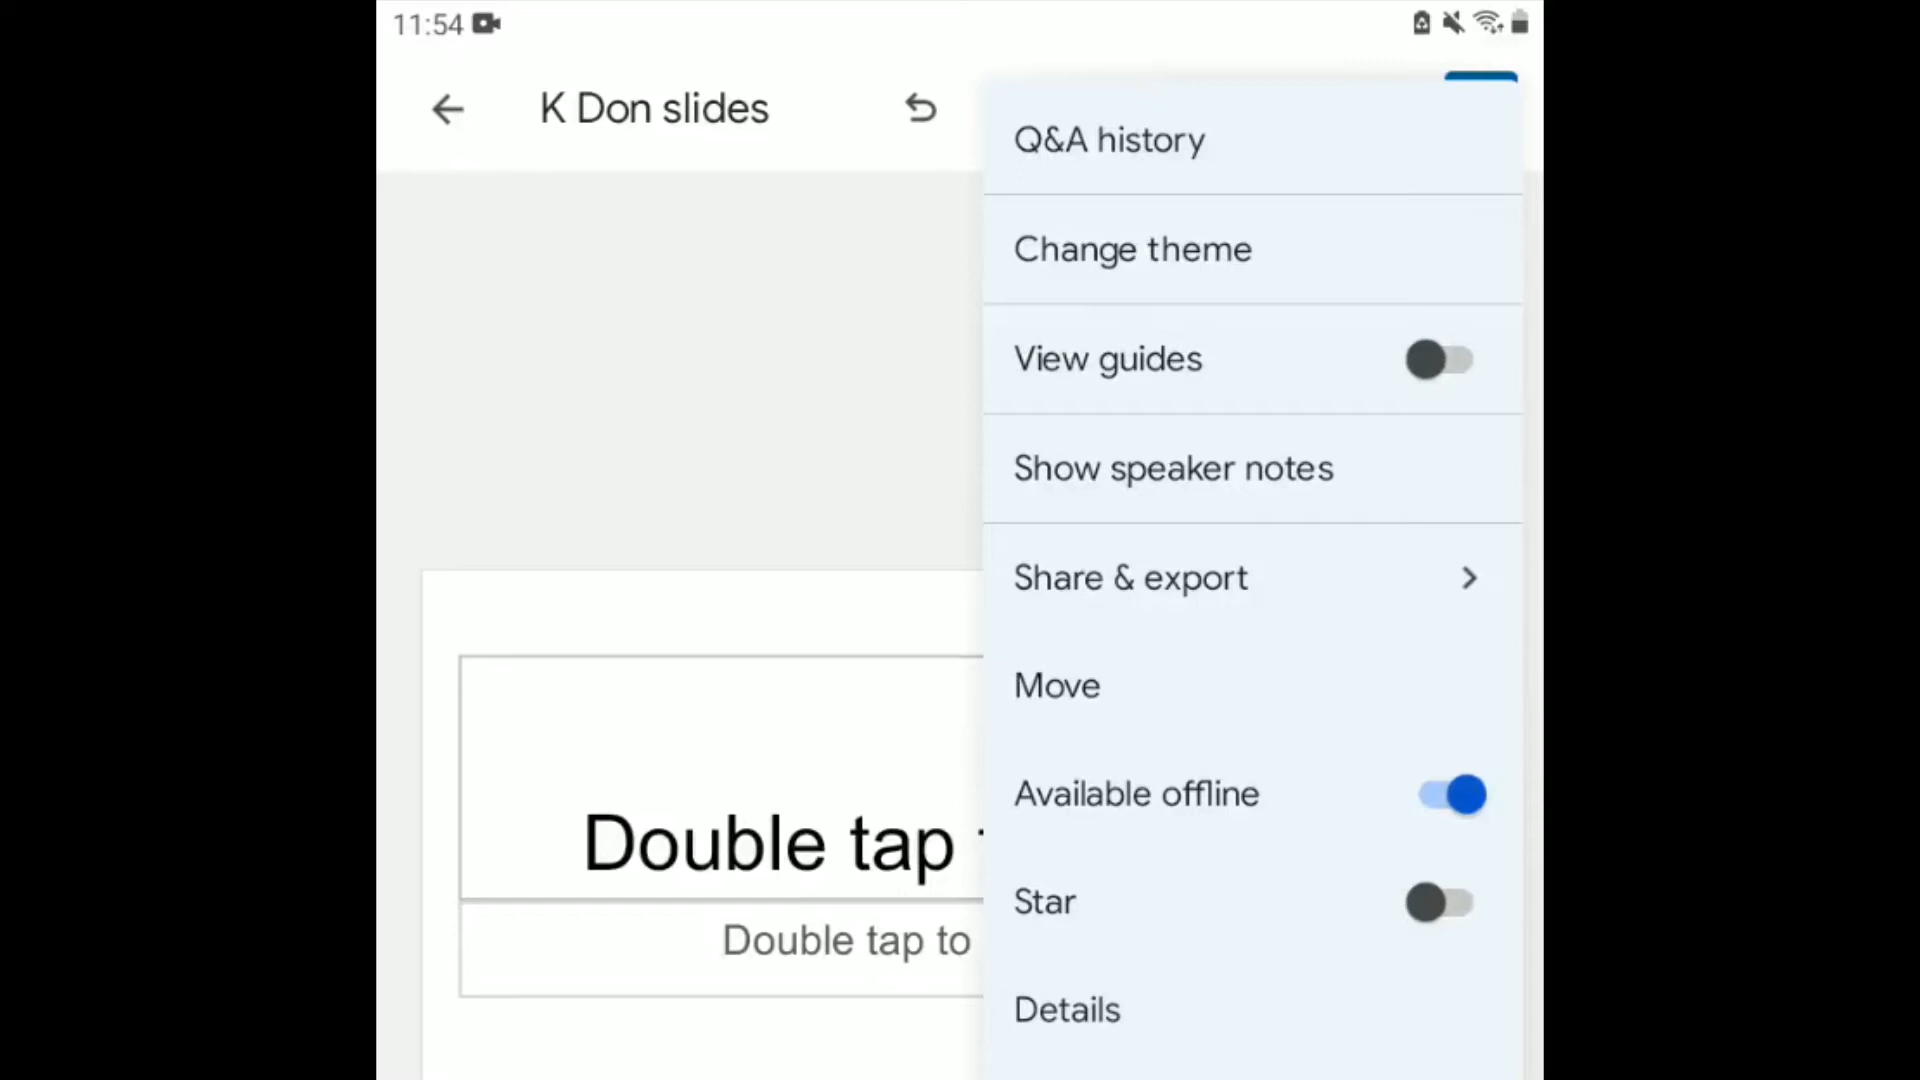 11:54
K Don slides
Q&A history
Change theme
View guides
Show speaker notes
Share & export
Move
Available offline
Star
Details
Double tap
Double tap to